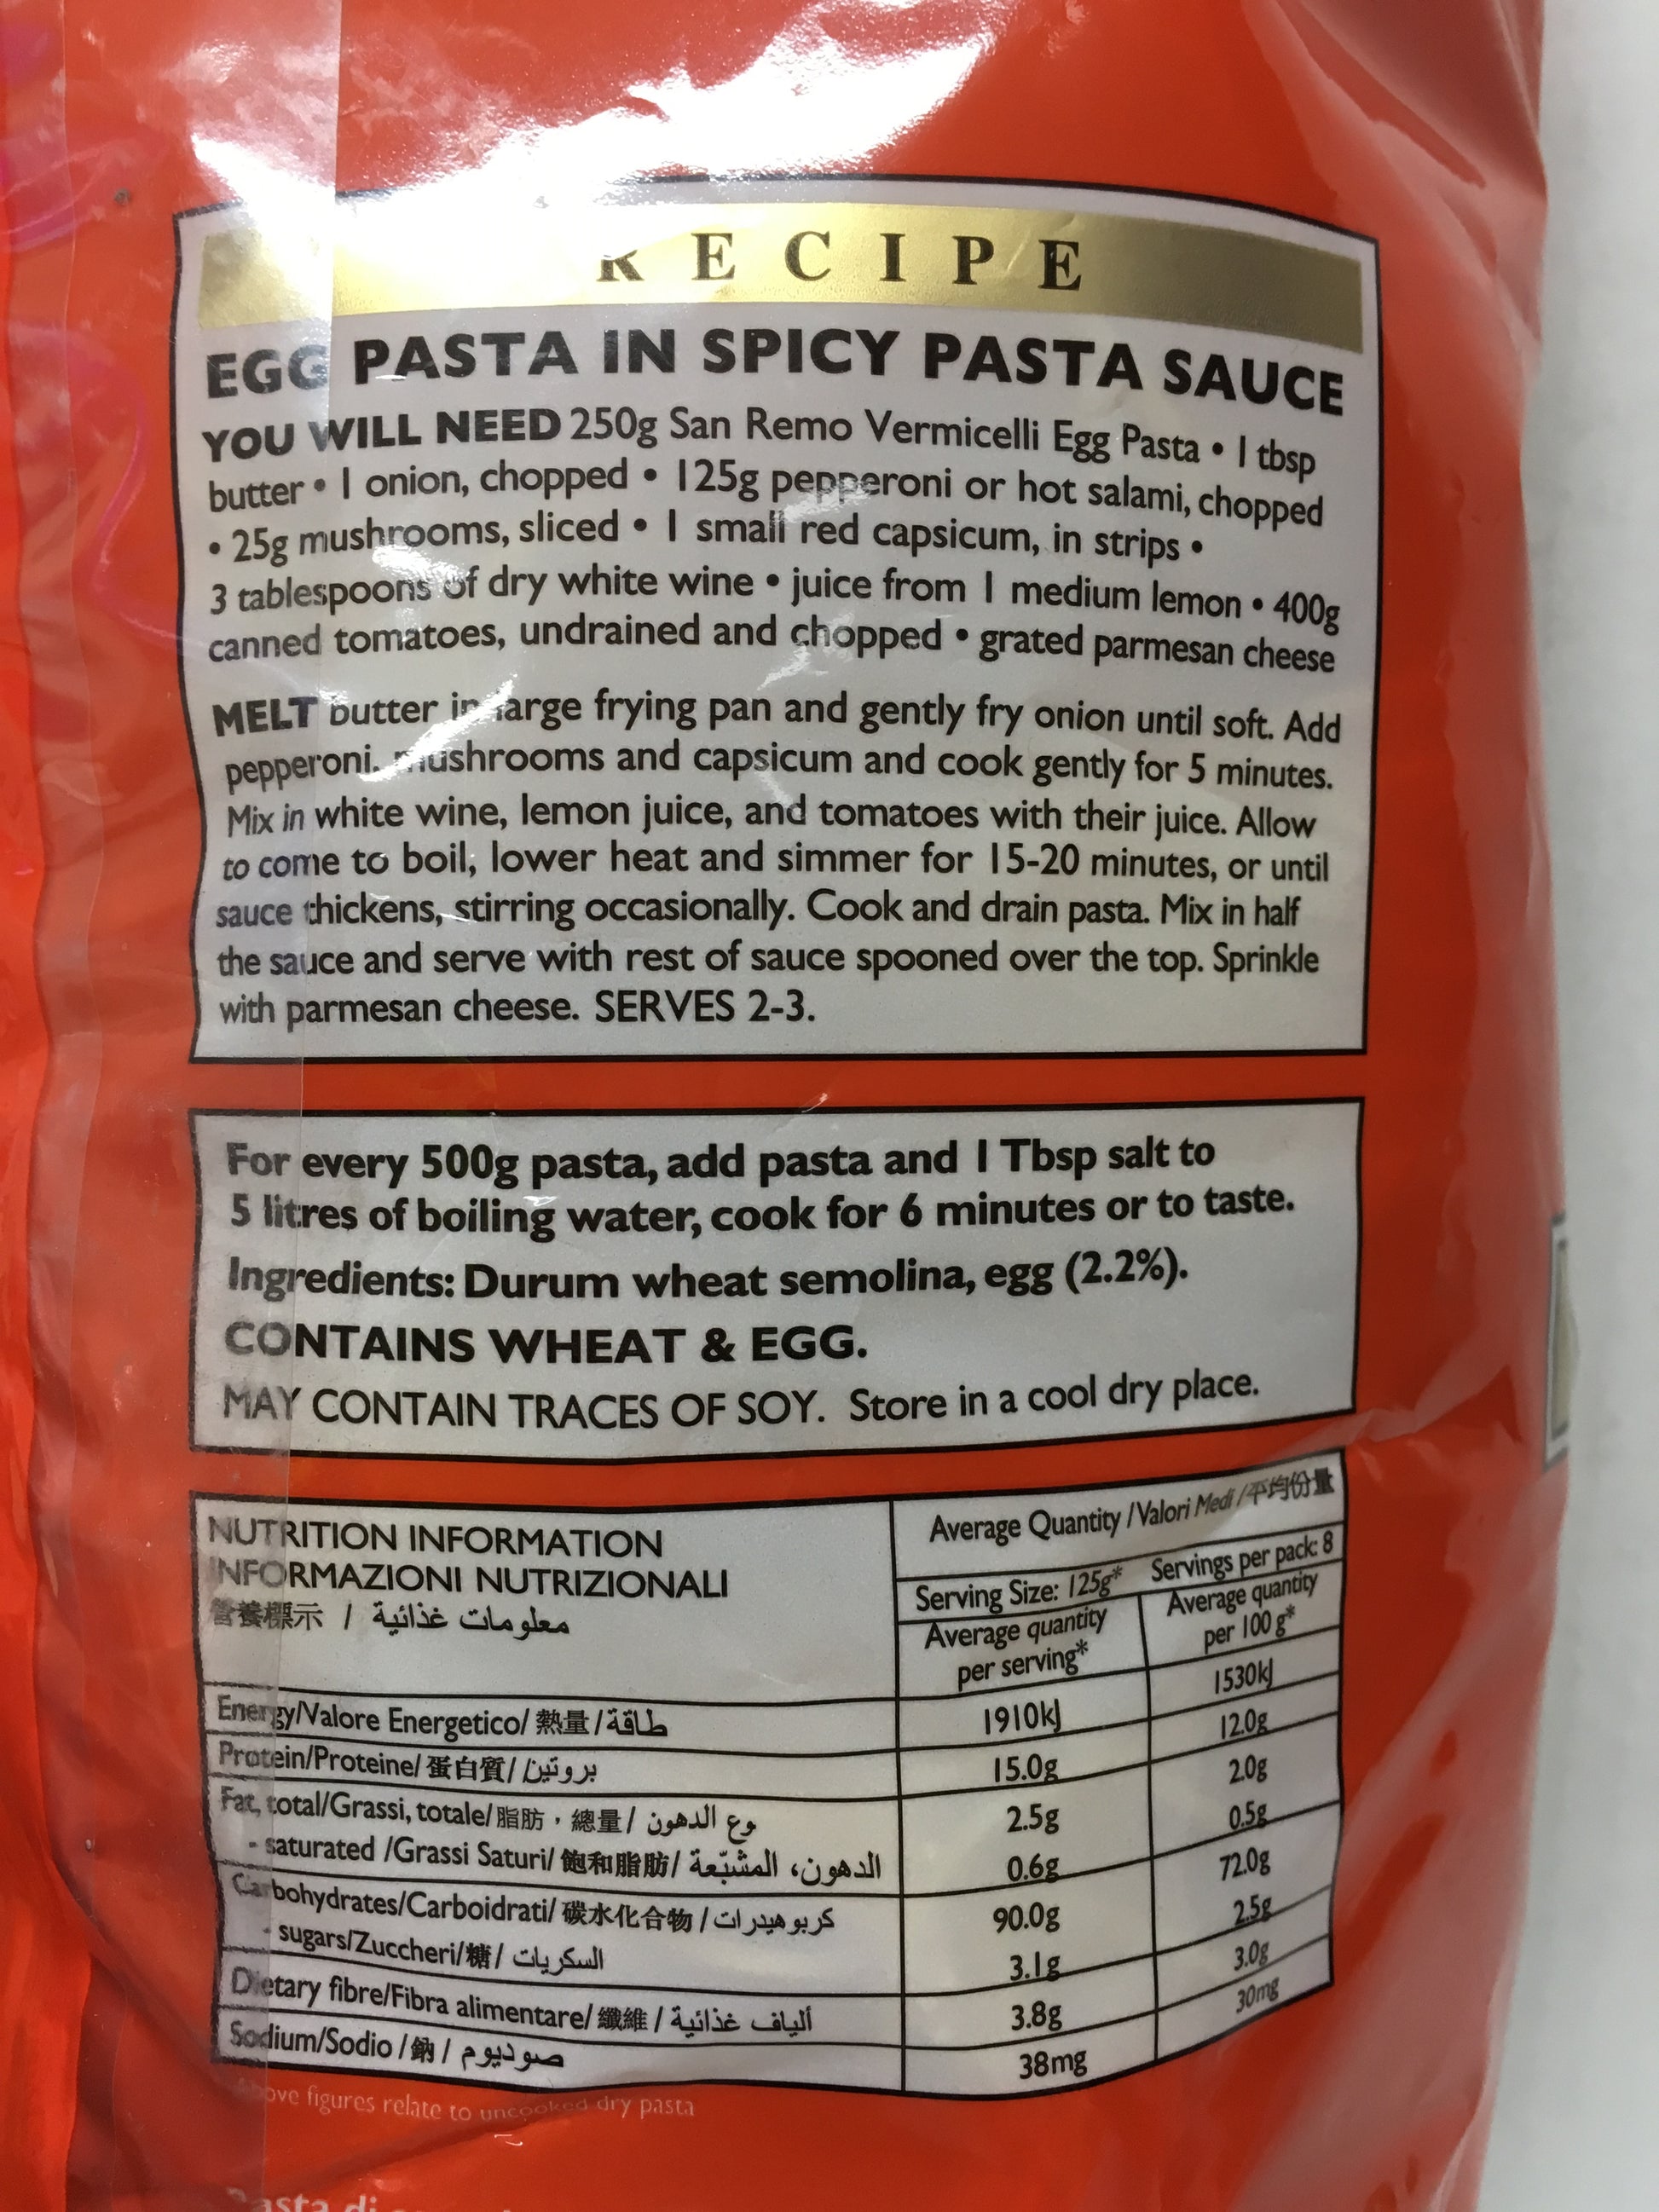 RECIPE
EGG PASTA IN SPICY PASTA SAUCE
YOU WILL NEED 250g San Remo Vermicelli Egg Pasta • 1 tbsp
butter • 1 onion, chopped • 125g pepperoni or hot salami, chopped
• 25g mushrooms, sliced • 1 small red capsicum, in strips •
3 tablespoons of dry white wine • juice from 1 medium lemon • 400g
canned tomatoes, undrained and chopped • grated parmesan cheese
MELT butter in large frying pan and gently fry onion until soft. Add
pepperoni, mushrooms and capsicum and cook gently for 5 minutes.
Mix in white wine, lemon juice, and tomatoes with their juice. Allow
to come to boil; lower heat and simmer for 15-20 minutes, or until
sauce thickens, stirring occasionally. Cook and drain pasta. Mix in half
the sauce and serve with rest of sauce spooned over the top. Sprinkle
with parmesan cheese. SERVES 2-3.
For every 500g pasta, add pasta and 1 Tbsp salt to
5 litres of boiling water, cook for 6 minutes or to taste.
Ingredients: Durum wheat semolina, egg (2.2%).
CONTAINS WHEAT & EGG.
MAY CONTAIN TRACES OF SOY. Store in a cool dry place.
NUTRITION INFORMATION
INFORMAZIONI NUTRIZIONALI
營養標示 / معلومات غذائية
Average Quantity / Valori Medi / 平均份量
Serving Size: 125g* Servings per pack: 8
Average quantity
per serving*
Average quantity
per 100 g*
Energy/Valore Energetico/ 熱量 / طاقة 1910kJ 1530kJ
Protein/Proteine/ 蛋白質 / بروتين 15.0g 12.0g
Fat, total/Grassi, totale/ 脂肪，總量 / وع الدهون 2.5g 2.0g
- saturated /Grassi Saturi/ 飽和脂肪 / الدهون، المشبّعة 0.6g 0.5g
Carbohydrates/Carboidrati/ 碳水化合物 / كربوهيدرات 90.0g 72.0g
- sugars/Zuccheri/糖 / السكريات 3.1g 2.5g
Dietary fibre/Fibra alimentare/ 纖維 / ألياف غذائية 3.8g 3.0g
Sodium/Sodio / 鈉 / صوديوم 38mg 30mg
Above figures relate to uncooked dry pasta
Pasta di